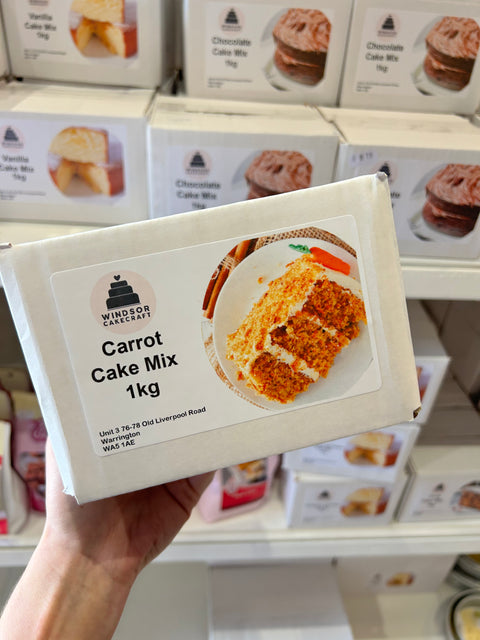 Vanilla
Cake Mix
1kg
Chocolate
Cake Mix
1kg
Chocolate
Cake Mix
1kg
Vanilla
Cake Mix
1kg
Chocolate
Cake Mix
Chocolate
Cake Mix
1kg
WINDSOR
CAKECRAFT
Carrot
Cake Mix
1kg
Unit 3 76-78 Old Liverpool Road
Warrington
WA5 1AE